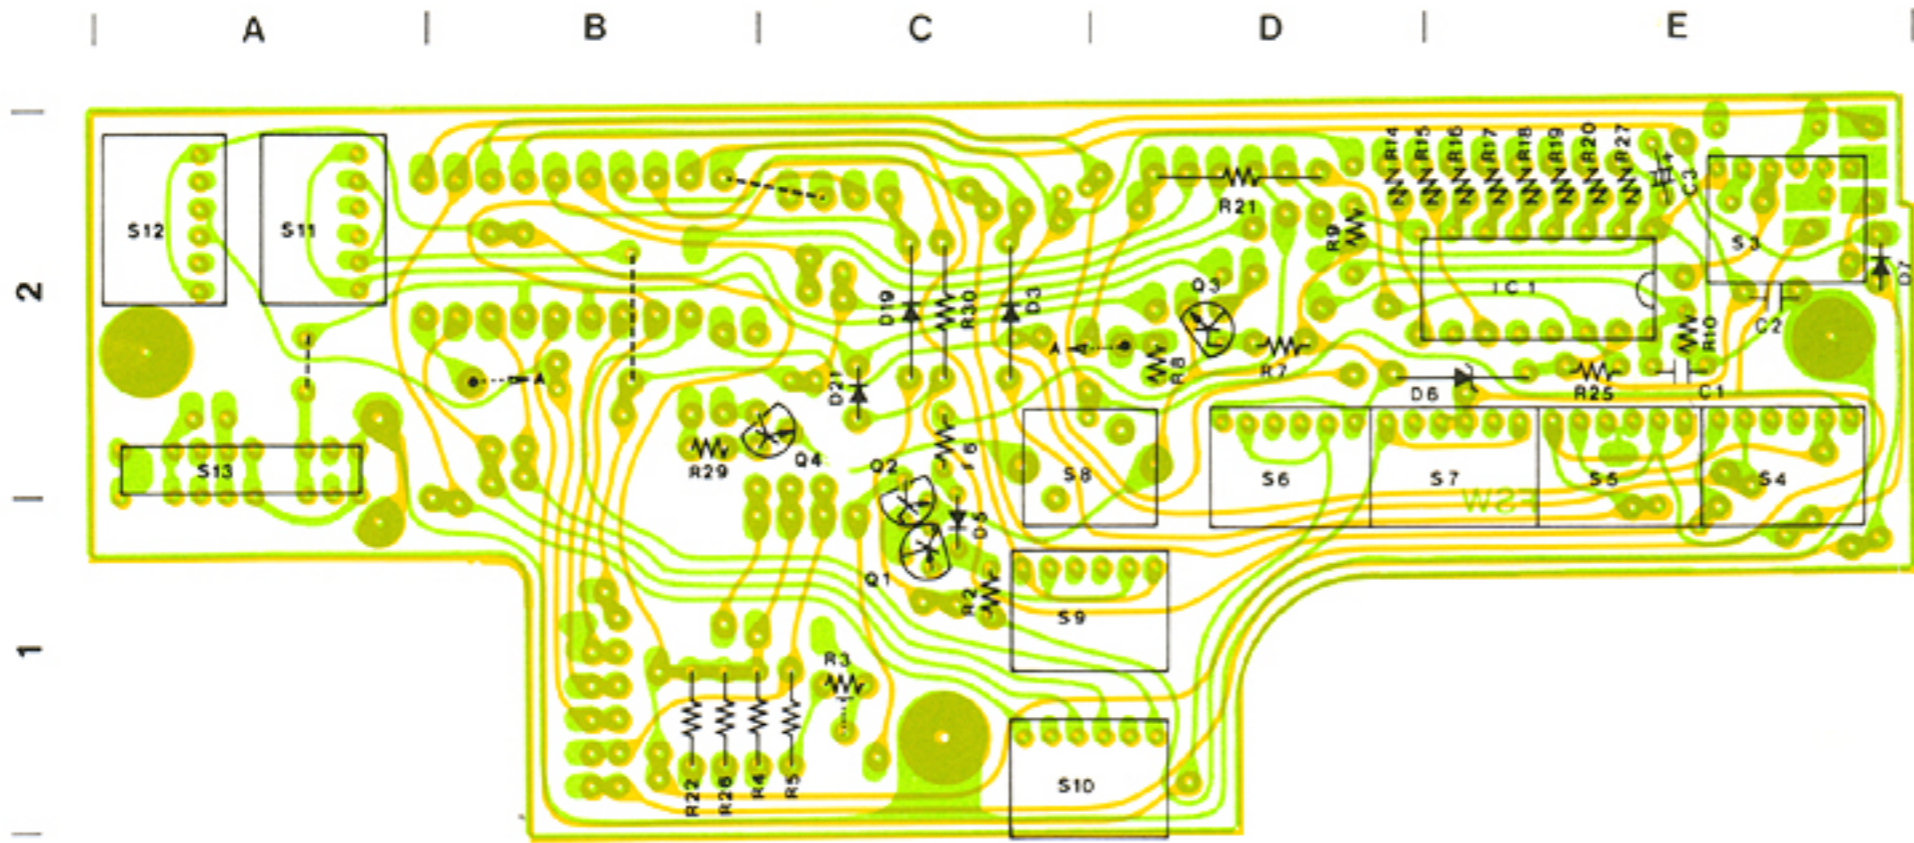 A B C D E
2
1
R14 R15 R16 R17 R18 R19 R20 R27
C3
S12 S11
R21
R9
S3
D7
D19 R30 D3
Q3
IC1
R10
C2
A
A
R8
R7
D21
D6
R25
C1
S13
R29
Q4
Q2
S8
S6
S7
S5
S4
WSF
D5
Q1
R2
S9
R3
R22 R26 R4 R5
S10